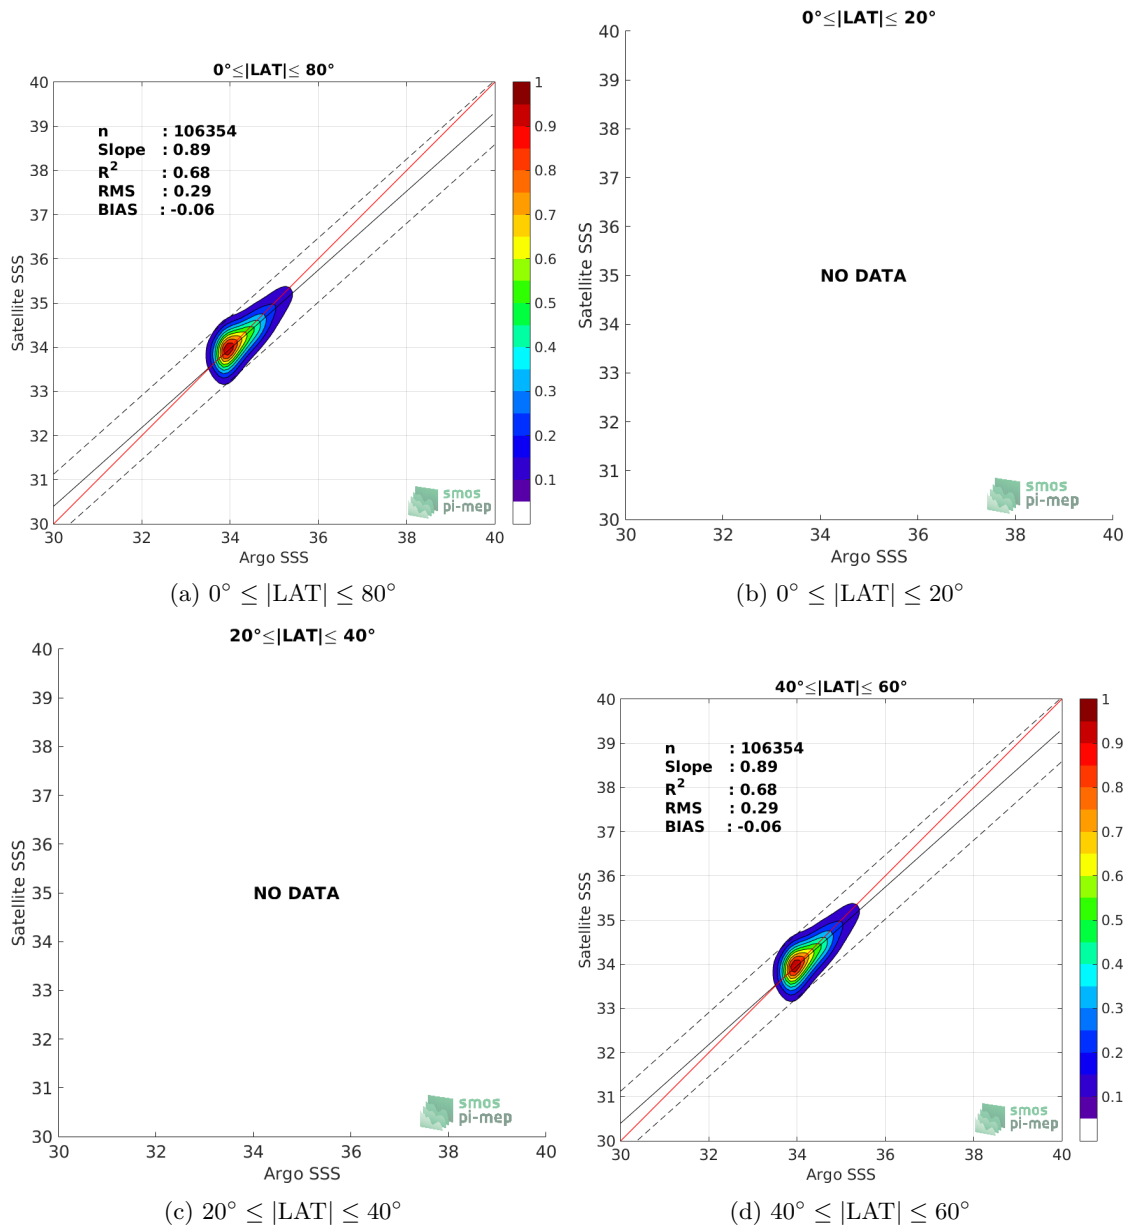 0°≤|LAT|≤ 80°
40
39
38
37
36
35
34
33
32
31
30
n : 106354
Slope : 0.89
R² : 0.68
RMS : 0.29
BIAS : -0.06
Satellite SSS
30 32 34 36 38 40
Argo SSS
1
0.9
0.8
0.7
0.6
0.5
0.4
0.3
0.2
0.1
smos
pi-mep
(a) 0° ≤ |LAT| ≤ 80°
0°≤|LAT|≤ 20°
40
39
38
37
36
35
34
33
32
31
30
Satellite SSS
NO DATA
smos
pi-mep
30 32 34 36 38 40
Argo SSS
(b) 0° ≤ |LAT| ≤ 20°
20°≤|LAT|≤ 40°
40
39
38
37
36
35
34
33
32
31
30
Satellite SSS
NO DATA
smos
pi-mep
30 32 34 36 38 40
Argo SSS
(c) 20° ≤ |LAT| ≤ 40°
40°≤|LAT|≤ 60°
40
39
38
37
36
35
34
33
32
31
30
n : 106354
Slope : 0.89
R² : 0.68
RMS : 0.29
BIAS : -0.06
Satellite SSS
30 32 34 36 38 40
Argo SSS
1
0.9
0.8
0.7
0.6
0.5
0.4
0.3
0.2
0.1
smos
pi-mep
(d) 40° ≤ |LAT| ≤ 60°